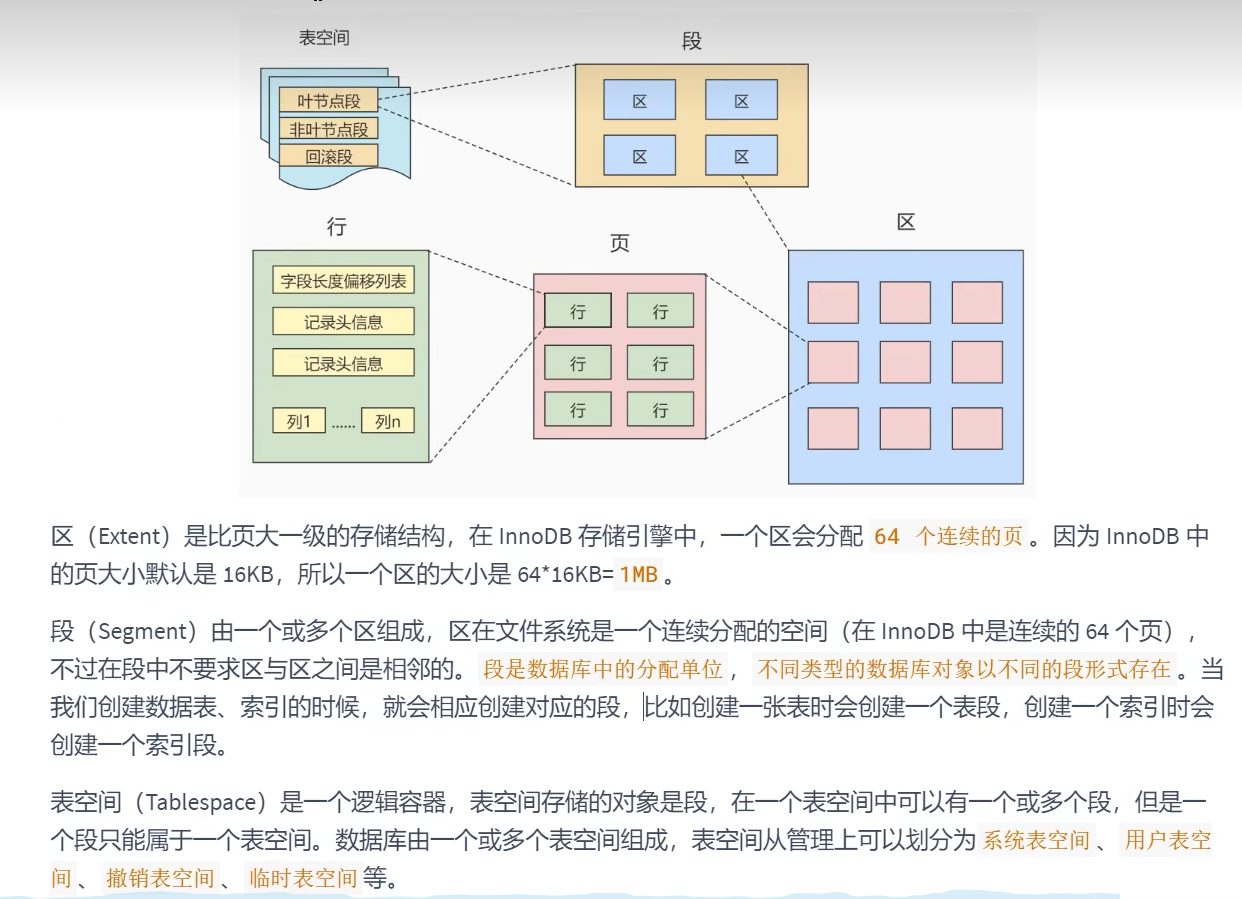 表空间
段
叶节点段
区
区
非叶节点段
回滚段
区
区
行
页
区
字段长度偏移列表
行
行
记录头信息
记录头信息
行
行
列1
......
列n
行
行
区（Extent）是比页大一级的存储结构，在 InnoDB 存储引擎中，一个区会分配 64 个连续的页。因为 InnoDB 中
的页大小默认是 16KB，所以一个区的大小是 64*16KB= 1MB。
段（Segment）由一个或多个区组成，区在文件系统是一个连续分配的空间（在 InnoDB 中是连续的 64 个页），
不过在段中不要求区与区之间是相邻的。段是数据库中的分配单位，不同类型的数据库对象以不同的段形式存在。当
我们创建数据表、索引的时候，就会相应创建对应的段，比如创建一张表时会创建一个表段，创建一个索引时会
创建一个索引段。
表空间（Tablespace）是一个逻辑容器，表空间存储的对象是段，在一个表空间中可以有一个或多个段，但是一
个段只能属于一个表空间。数据库由一个或多个表空间组成，表空间从管理上可以划分为 系统表空间、用户表空
间、撤销表空间、临时表空间等。